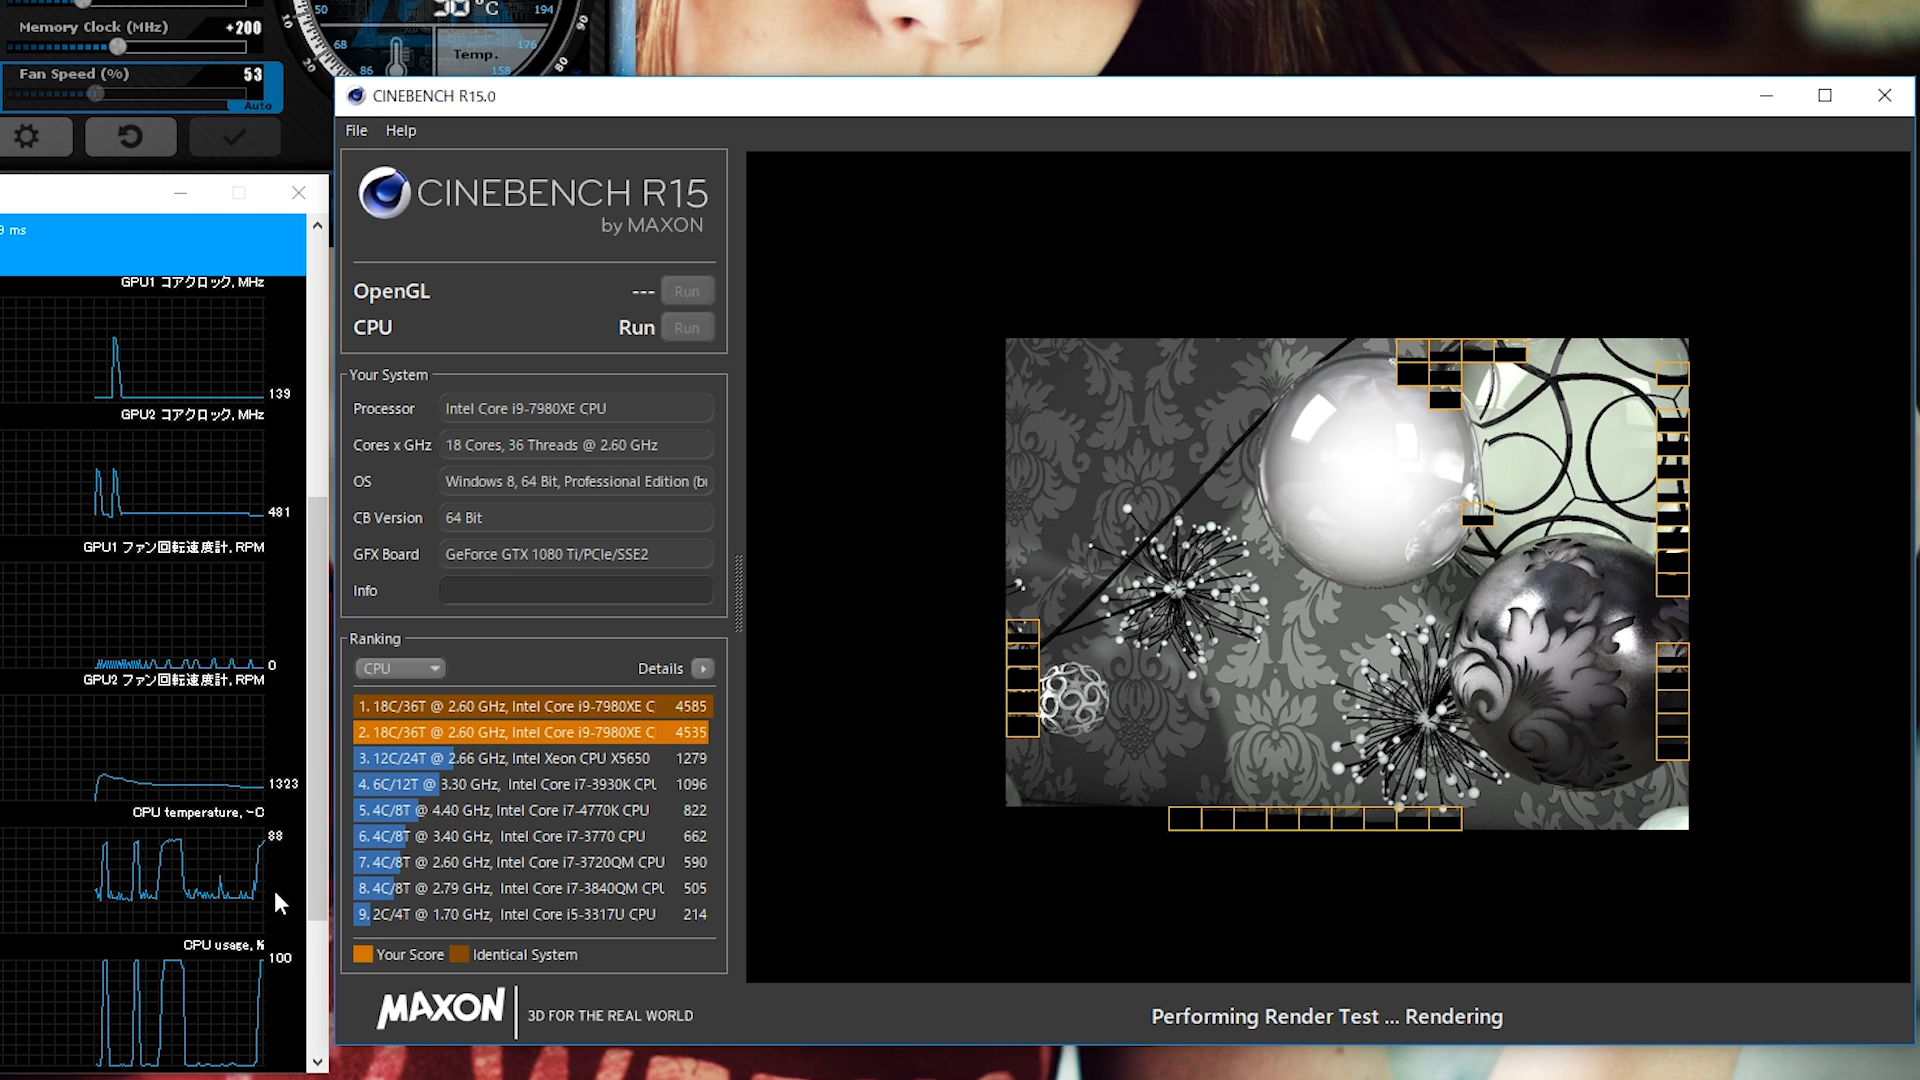 Memory Clock (MHz) +200
Fan Speed (%) 53
Auto
50 °C 194
10 90
68 176
Temp.
86 158
20 80
ms
GPU1 コアクロック, MHz
139
GPU2 コアクロック, MHz
481
GPU1 ファン回転速度計, RPM
0
GPU2 ファン回転速度計, RPM
1323
CPU temperature, ~C
88
CPU usage, %
100
CINEBENCH R15.0
File Help
CINEBENCH R15
by MAXON
OpenGL --- Run
CPU Run Run
Your System
Processor Intel Core i9-7980XE CPU
Cores x GHz 18 Cores, 36 Threads @ 2.60 GHz
OS Windows 8, 64 Bit, Professional Edition (bu
CB Version 64 Bit
GFX Board GeForce GTX 1080 Ti/PCIe/SSE2
Info
Ranking
CPU Details
1. 18C/36T @ 2.60 GHz, Intel Core i9-7980XE C 4585
2. 18C/36T @ 2.60 GHz, Intel Core i9-7980XE C 4535
3. 12C/24T @ 2.66 GHz, Intel Xeon CPU X5650 1279
4. 6C/12T @ 3.30 GHz, Intel Core i7-3930K CPU 1096
5. 4C/8T @ 4.40 GHz, Intel Core i7-4770K CPU 822
6. 4C/8T @ 3.40 GHz, Intel Core i7-3770 CPU 662
7. 4C/8T @ 2.60 GHz, Intel Core i7-3720QM CPU 590
8. 4C/8T @ 2.79 GHz, Intel Core i7-3840QM CPU 505
9. 2C/4T @ 1.70 GHz, Intel Core i5-3317U CPU 214
Your Score Identical System
MAXON 3D FOR THE REAL WORLD
Performing Render Test ... Rendering